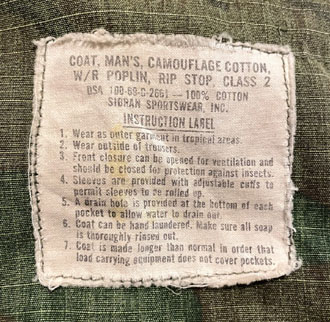 COAT, MAN'S, CAMOUFLAGE COTTON,
W/R POPLIN, RIP STOP, CLASS 2
DSA 100-69-C-2661 — 100% COTTON
SIDRAN SPORTSWEAR, INC.
INSTRUCTION LABEL
1. Wear as outer garment in tropical areas.
2. Wear outside of trousers.
3. Front closure can be opened for ventilation and
should be closed for protection against insects.
4. Sleeves are provided with adjustable cuffs to
permit sleeves to be rolled up.
5. A drain hole is provided at the bottom of each
pocket to allow water to drain out.
6. Coat can be hand laundered. Make sure all soap
is thoroughly rinsed out.
7. Coat is made longer than normal in order that
load carrying equipment does not cover pockets.